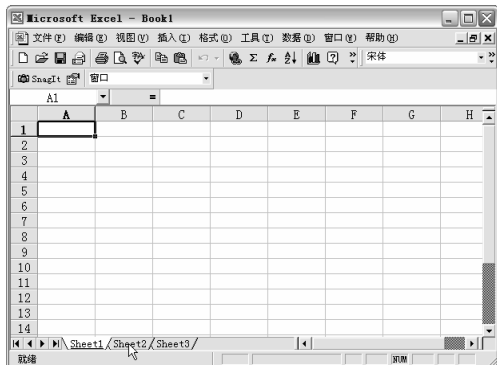 Microsoft Excel - Book1
文件(F) 编辑(E) 视图(V) 插入(I) 格式(O) 工具(T) 数据(D) 窗口(W) 帮助(H)
宋体
SnagIt 窗口
A1 =
A B C D E F G H
1
2
3
4
5
6
7
8
9
10
11
12
13
14
Sheet1 Sheet2 Sheet3
就绪 NUM